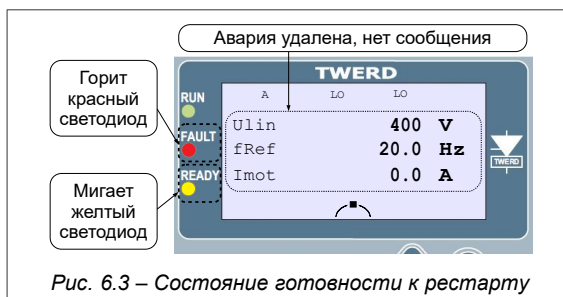 Авария удалена, нет сообщения
Горит
красный
светодиод
Мигает
желтый
светодиод
TWERD
RUN
A LO LO
FAULT
READY
Ulin 400 V
fRef 20.0 Hz
Imot 0.0 A
TWERD
Рис. 6.3 – Состояние готовности к рестарту